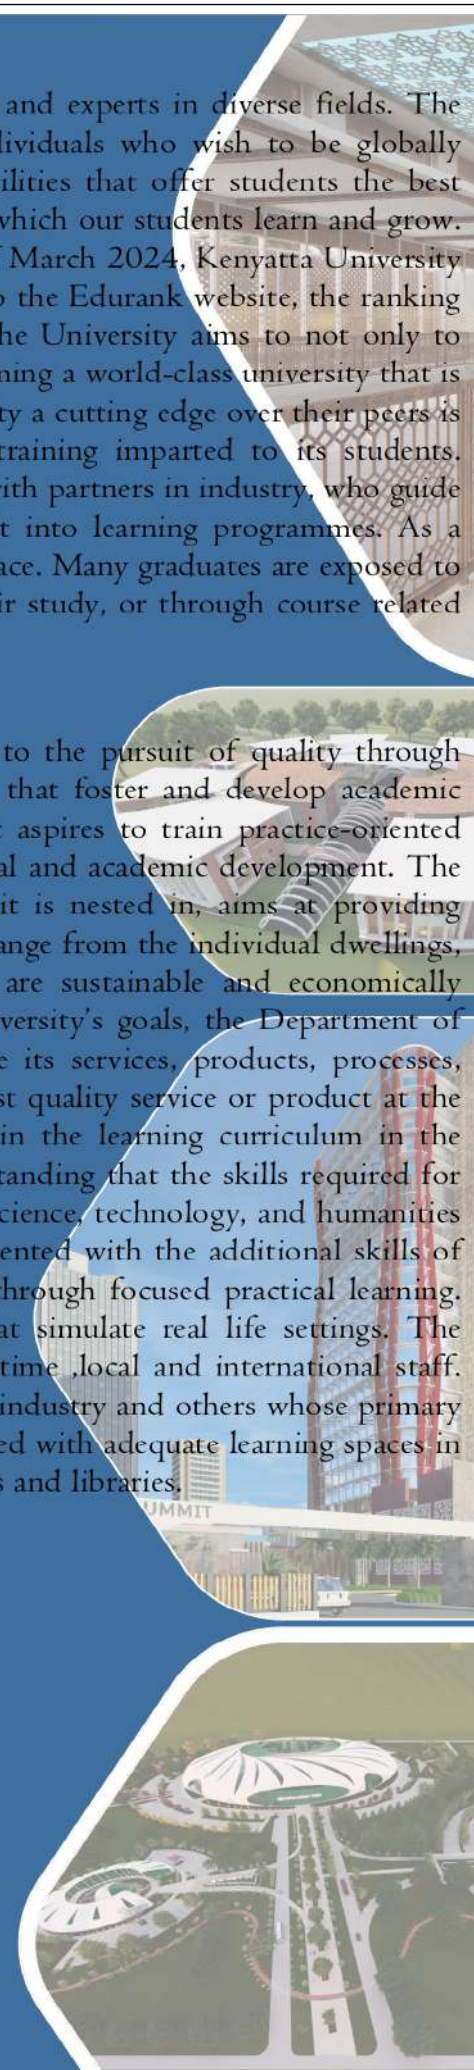 and experts in diverse fields. The
dividuals who wish to be globally
ilities that offer students the best
which our students learn and grow.
March 2024, Kenyatta University
o the Edurank website, the ranking
he University aims to not only to
ning a world-class university that is
ty a cutting edge over their peers is
training imparted to its students.
vith partners in industry, who guide
t into learning programmes. As a
ace. Many graduates are exposed to
ir study, or through course related
to the pursuit of quality through
that foster and develop academic
t aspires to train practice-oriented
al and academic development. The
it is nested in, aims at providing
ange from the individual dwellings,
are sustainable and economically
versity’s goals, the Department of
e its services, products, processes,
st quality service or product at the
in the learning curriculum in the
tanding that the skills required for
cience, technology, and humanities
ented with the additional skills of
through focused practical learning.
at simulate real life settings. The
time ,local and international staff.
industry and others whose primary
ed with adequate learning spaces in
s and libraries.
UMMIT